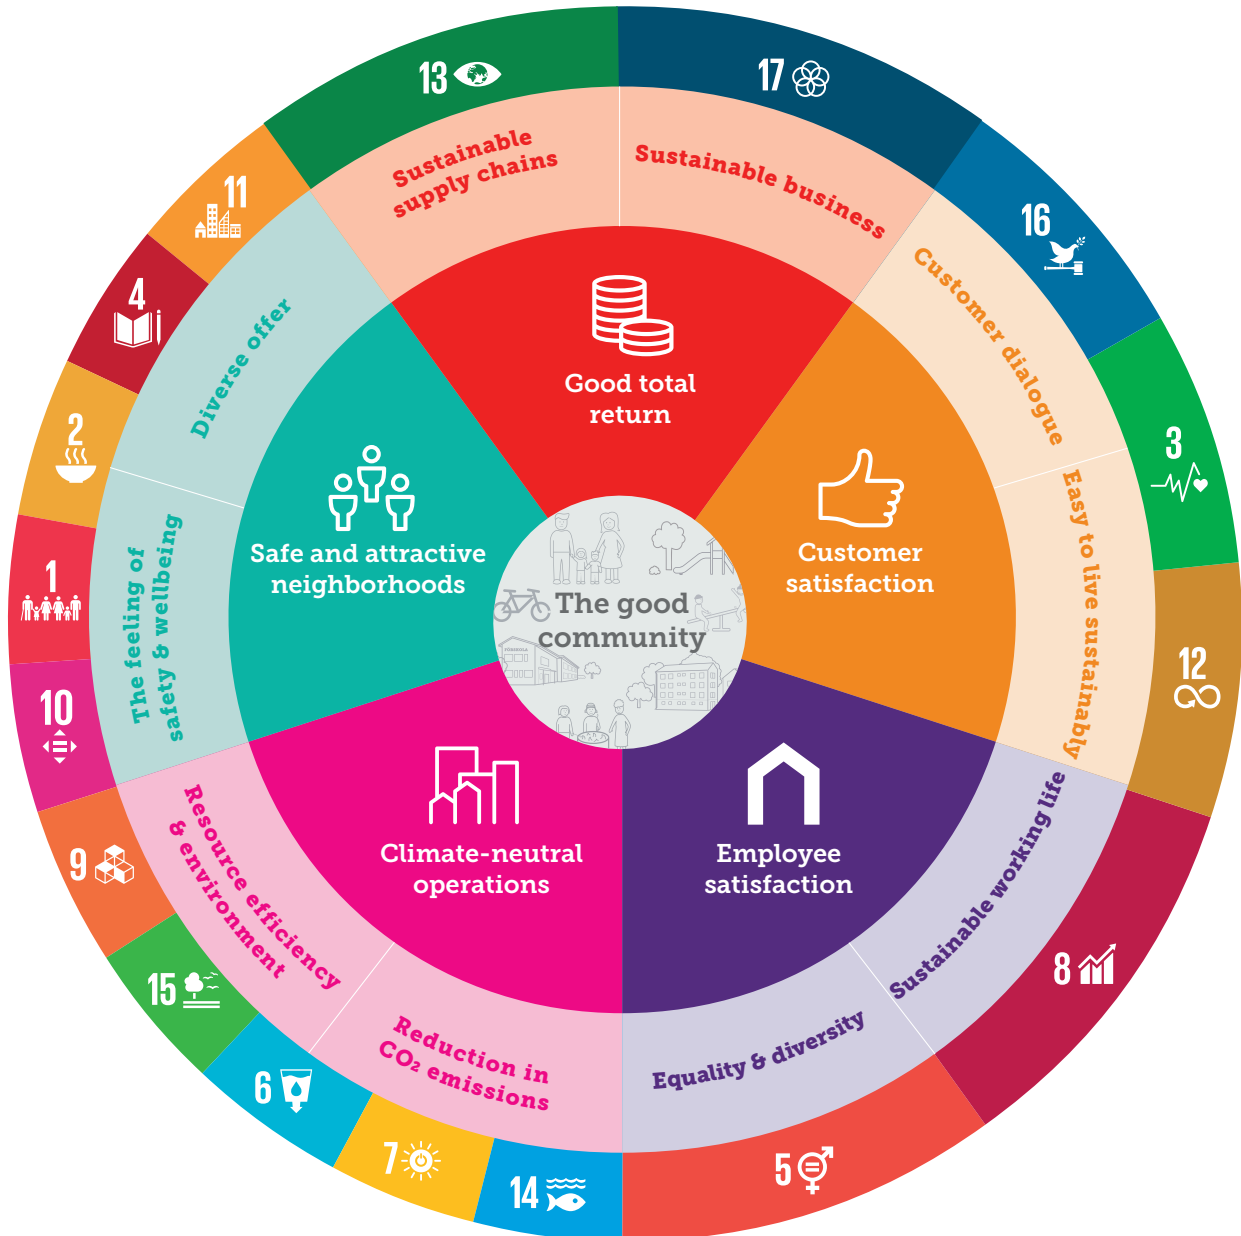 13
17
16
3
12
8
5
14
7
6
15
9
10
1
2
4
11
Sustainable
supply chains
Sustainable business
Customer dialogue
Easy to live sustainably
Sustainable working life
Equality & diversity
Reduction in
CO₂ emissions
Resource efficiency
& environment
The feeling of
safety & wellbeing
Diverse offer
Good total
return
Customer
satisfaction
Employee
satisfaction
Climate-neutral
operations
Safe and attractive
neighborhoods
The good
community